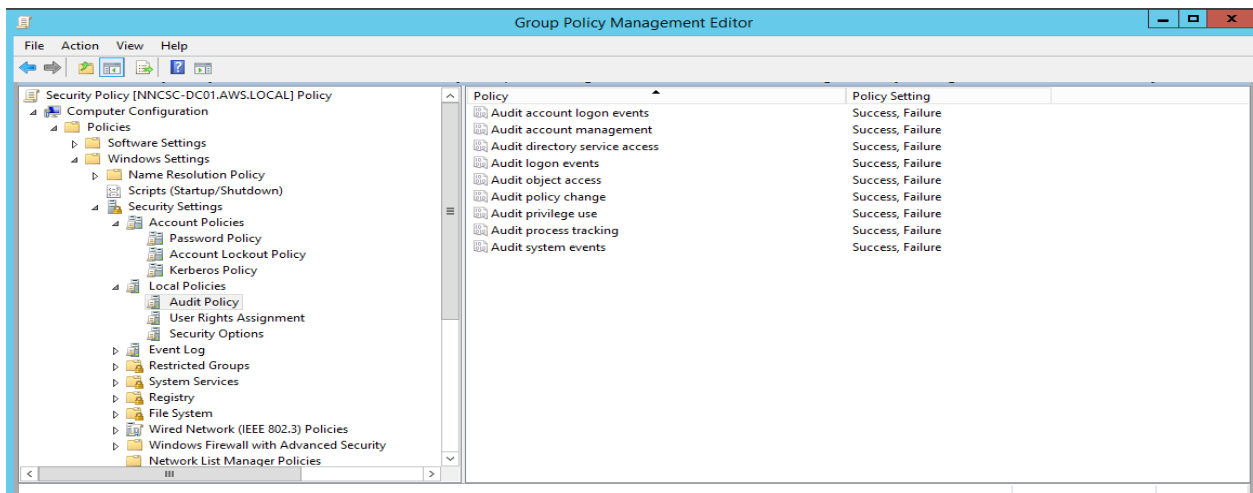 Group Policy Management Editor
File Action View Help
Security Policy [NNCSC-DC01.AWS.LOCAL] Policy
Computer Configuration
Policies
Software Settings
Windows Settings
Name Resolution Policy
Scripts (Startup/Shutdown)
Security Settings
Account Policies
Password Policy
Account Lockout Policy
Kerberos Policy
Local Policies
Audit Policy
User Rights Assignment
Security Options
Event Log
Restricted Groups
System Services
Registry
File System
Wired Network (IEEE 802.3) Policies
Windows Firewall with Advanced Security
Network List Manager Policies
Policy Policy Setting
Audit account logon events Success, Failure
Audit account management Success, Failure
Audit directory service access Success, Failure
Audit logon events Success, Failure
Audit object access Success, Failure
Audit policy change Success, Failure
Audit privilege use Success, Failure
Audit process tracking Success, Failure
Audit system events Success, Failure